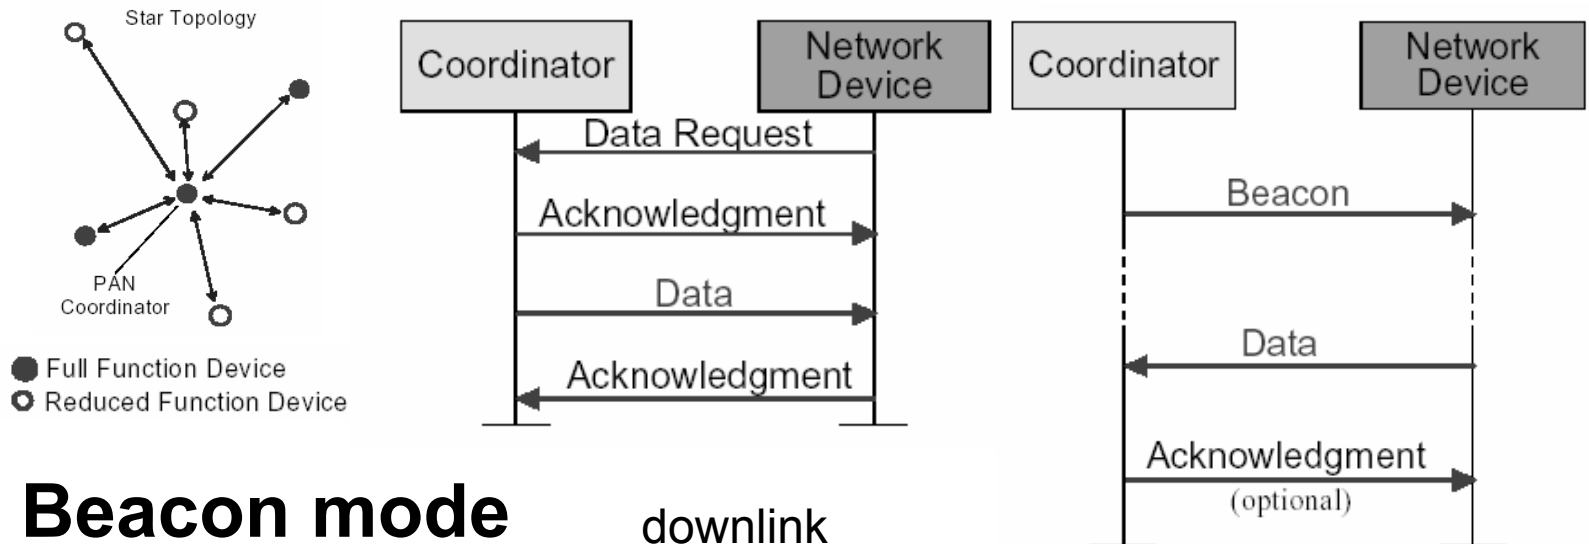 Star Topology
PAN
Coordinator
Full Function Device
Reduced Function Device
Coordinator
Network
Device
Data Request
Acknowledgment
Data
Acknowledgment
Coordinator
Network
Device
Beacon
Data
Acknowledgment
(optional)
Beacon mode
downlink